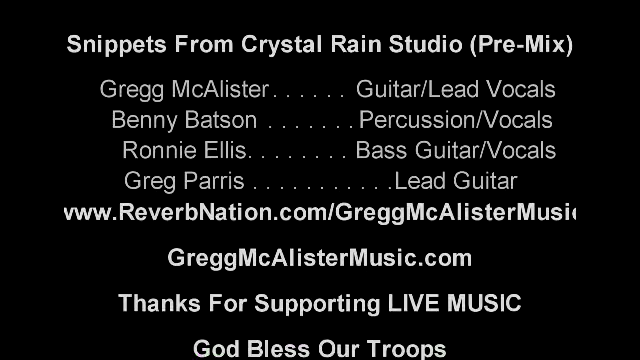 Snippets From Crystal Rain Studio (Pre-Mix)
Gregg McAlister . . . . . . Guitar/Lead Vocals
Benny Batson . . . . . . . Percussion/Vocals
Ronnie Ellis. . . . . . . . Bass Guitar/Vocals
Greg Parris . . . . . . . . . . . .Lead Guitar
www.ReverbNation.com/GreggMcAlisterMusic
GreggMcAlisterMusic.com
Thanks For Supporting LIVE MUSIC
God Bless Our Troops